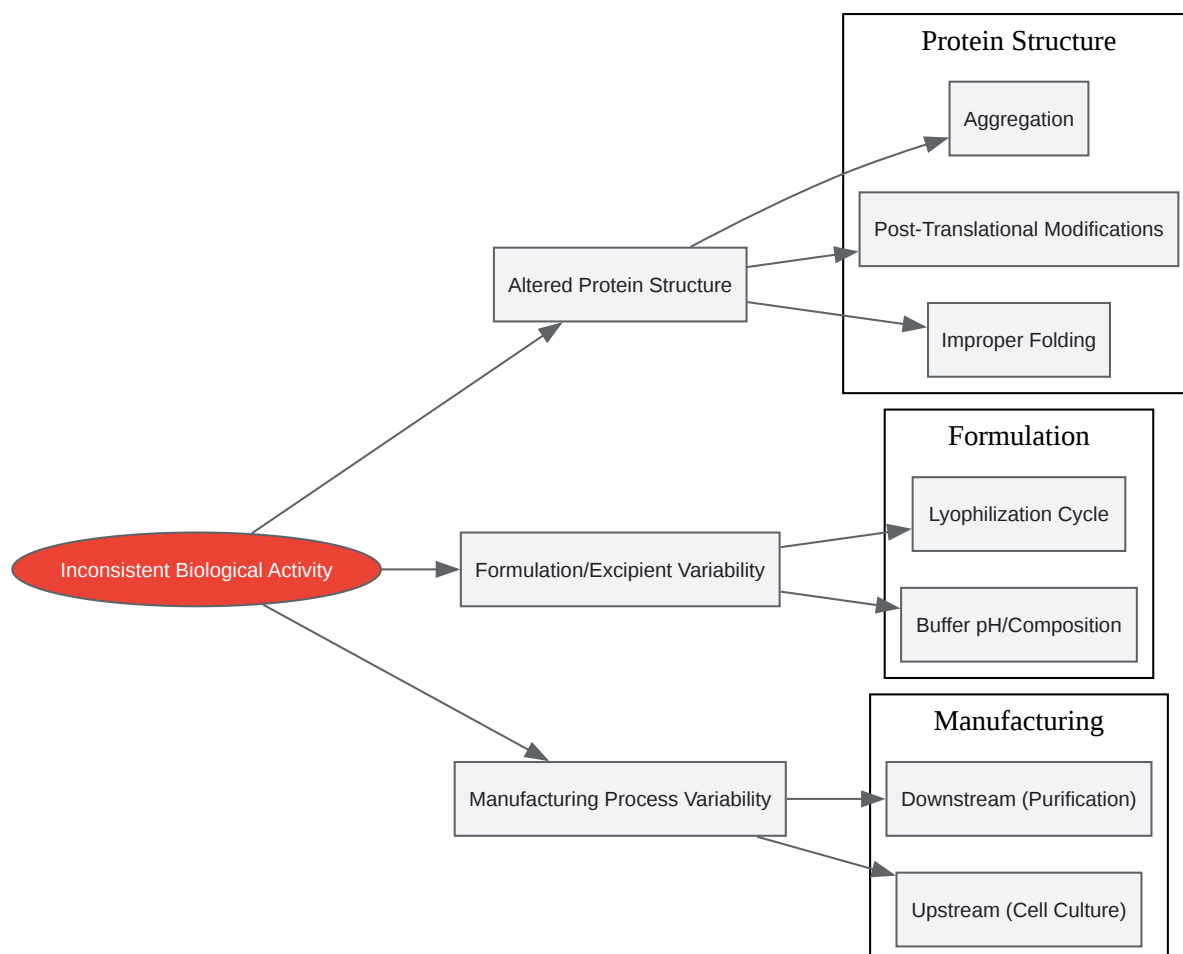 Protein Structure
Aggregation
Post-Translational Modifications
Altered Protein Structure
Improper Folding
Formulation
Lyophilization Cycle
Inconsistent Biological Activity
Formulation/Excipient Variability
Buffer pH/Composition
Manufacturing
Manufacturing Process Variability
Downstream (Purification)
Upstream (Cell Culture)